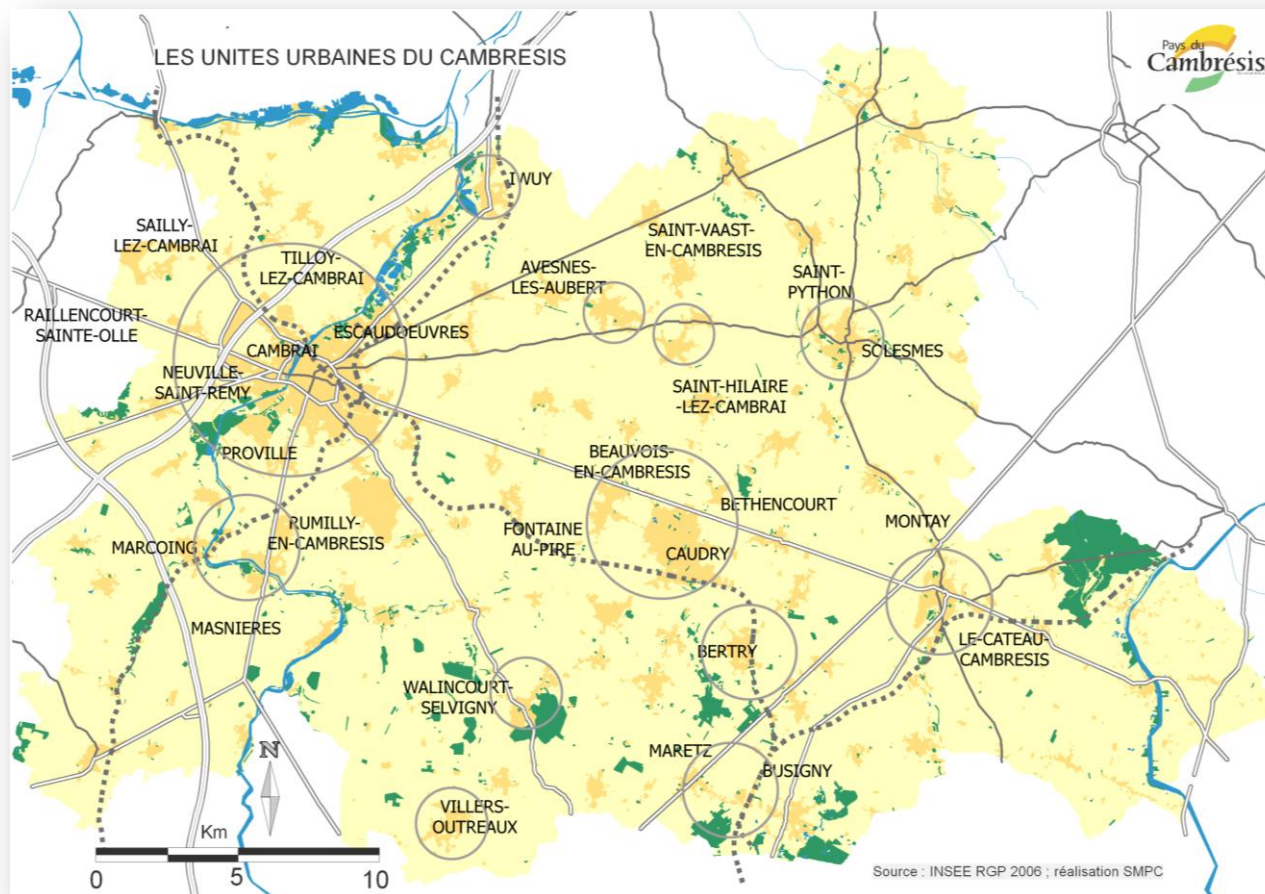 LES UNITES URBAINES DU CAMBRESIS
Pays du
Cambrésis
IWUY
SAILLY-
LEZ-CAMBRAI
TILLOY-
LEZ-CAMBRAI
SAINT-VAAST-
EN-CAMBRESIS
AVESNES-
LES-AUBERT
SAINT-
PYTHON
RAILLENCOURT-
SAINTE-OLLE
ESCAUDOEUVRES
CAMBRAI
SOLESMES
NEUVILLE-
SAINT-REMY
SAINT-HILAIRE
-LEZ-CAMBRAI
PROVILLE
BEAUVOIS-
EN-CAMBRESIS
BETHENCOURT
RUMILLY-
EN-CAMBRESIS
FONTAINE
AU-PIRE
MONTAY
MARCOING
CAUDRY
MASNIERES
LE-CATEAU-
CAMBRESIS
BERTRY
WALINCOURT-
SELVIGNY
MARETZ
BUSIGNY
N
VILLERS-
OUTREAUX
Km
0 5 10
Source : INSEE RGP 2006 ; réalisation SMPC